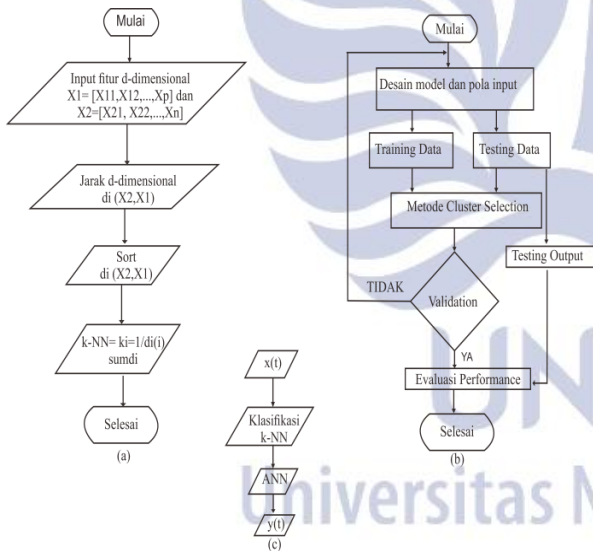 Mulai
Input fitur d-dimensional
X1= [X11,X12,...,Xp] dan
X2=[X21, X22,...,Xn]
Jarak d-dimensional
di (X2,X1)
Sort
di (X2,X1)
k-NN= ki=1/di(i)
sumdi
Selesai
(a)
x(t)
Klasifikasi
k-NN
ANN
y(t)
(c)
Mulai
Desain model dan pola input
Training Data
Testing Data
Metode Cluster Selection
Testing Output
TIDAK
Validation
YA
Evaluasi Performance
Selesai
(b)
UN
Universitas N